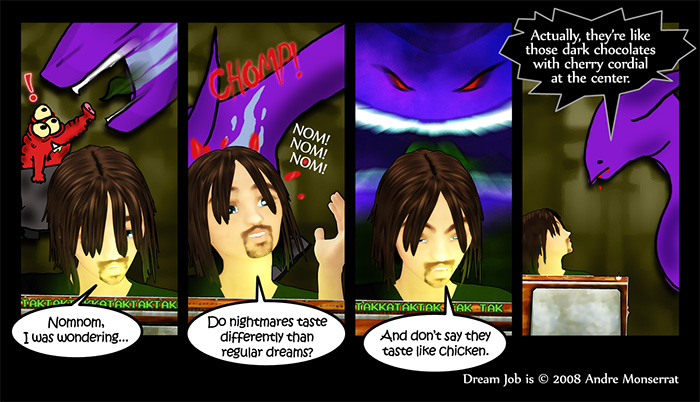 !
TAKTAKTAKKATAKTAKTAK
Nomnom,
I was wondering...
CHOMP!
NOM!
NOM!
NOM!
Do nightmares taste
differently than
regular dreams?
TAKKATAKTAK TAK TAK
And don't say they
taste like chicken.
Actually, they're like
those dark chocolates
with cherry cordial
at the center.
Dream Job is © 2008 Andre Monserrat